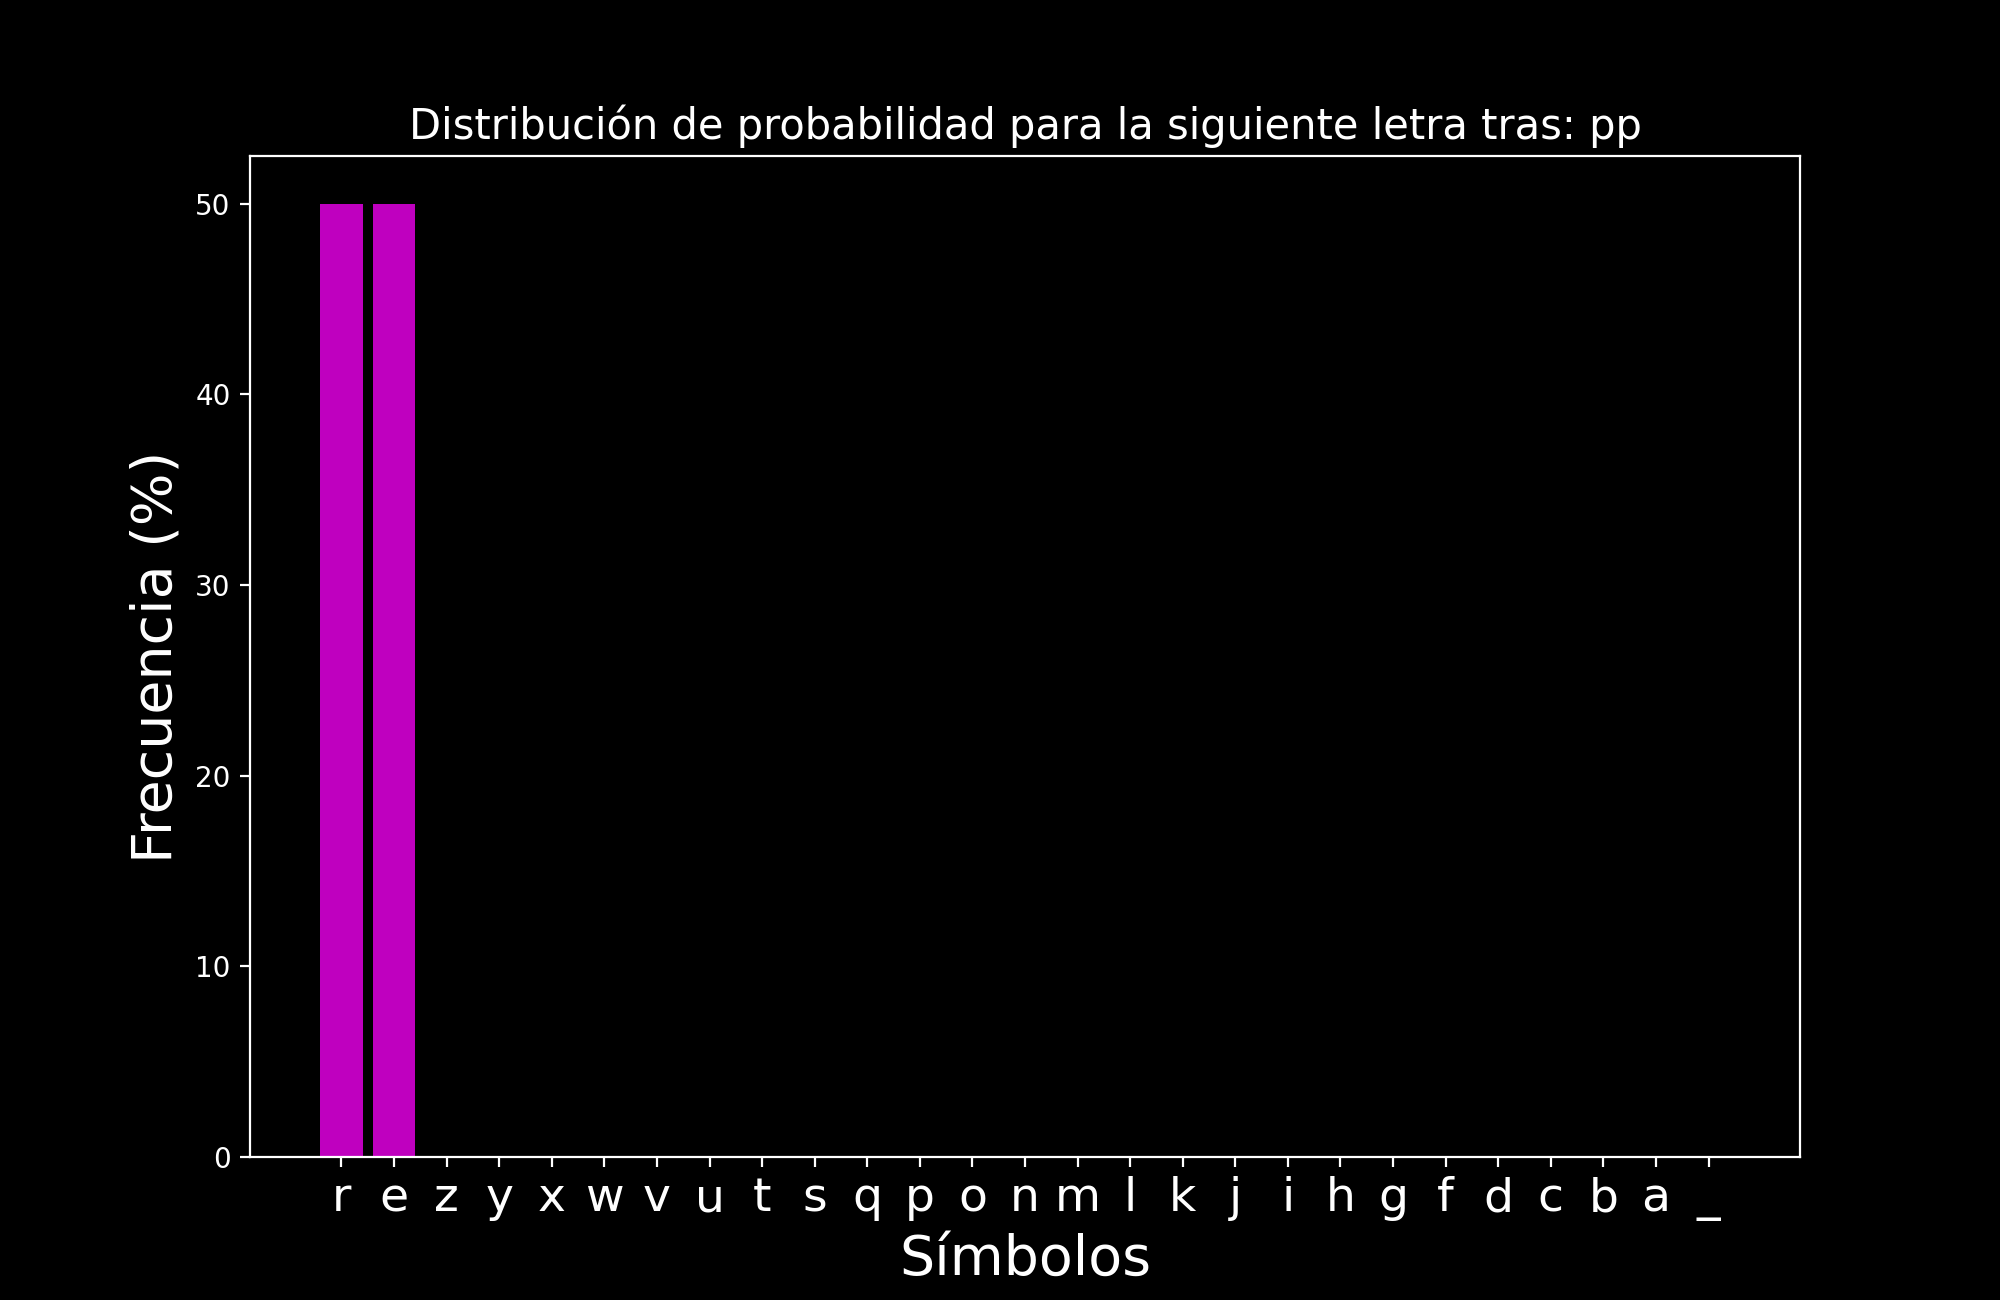 Distribución de probabilidad para la siguiente letra tras: pp
Frecuencia (%)
50
40
30
20
10
0
r e z y x w v u t s q p o n m l k j i h g f d c b a _
Símbolos